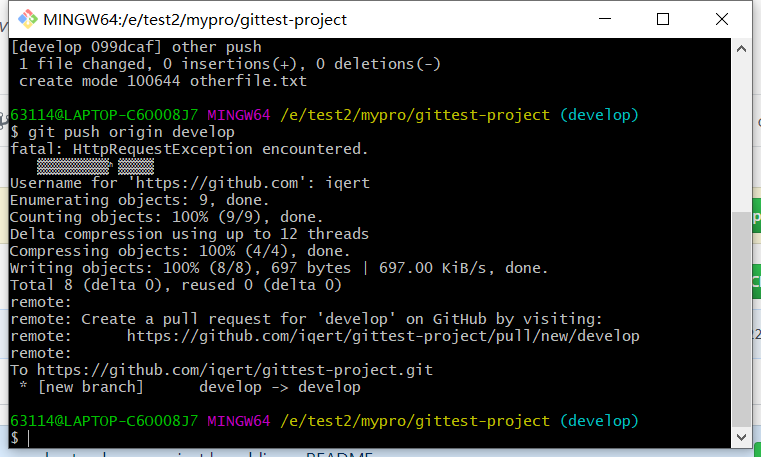 MINGW64:/e/test2/mypro/gittest-project
[develop 099dcaf] other push
1 file changed, 0 insertions(+), 0 deletions(-)
create mode 100644 otherfile.txt
63114@LAPTOP-C6OO08J7 MINGW64 /e/test2/mypro/gittest-project (develop)
$ git push origin develop
fatal: HttpRequestException encountered.
Username for 'https://github.com': iqert
Enumerating objects: 9, done.
Counting objects: 100% (9/9), done.
Delta compression using up to 12 threads
Compressing objects: 100% (4/4), done.
Writing objects: 100% (8/8), 697 bytes | 697.00 KiB/s, done.
Total 8 (delta 0), reused 0 (delta 0)
remote:
remote: Create a pull request for 'develop' on GitHub by visiting:
remote:      https://github.com/iqert/gittest-project/pull/new/develop
remote:
To https://github.com/iqert/gittest-project.git
* [new branch]      develop -> develop
63114@LAPTOP-C6OO08J7 MINGW64 /e/test2/mypro/gittest-project (develop)
$